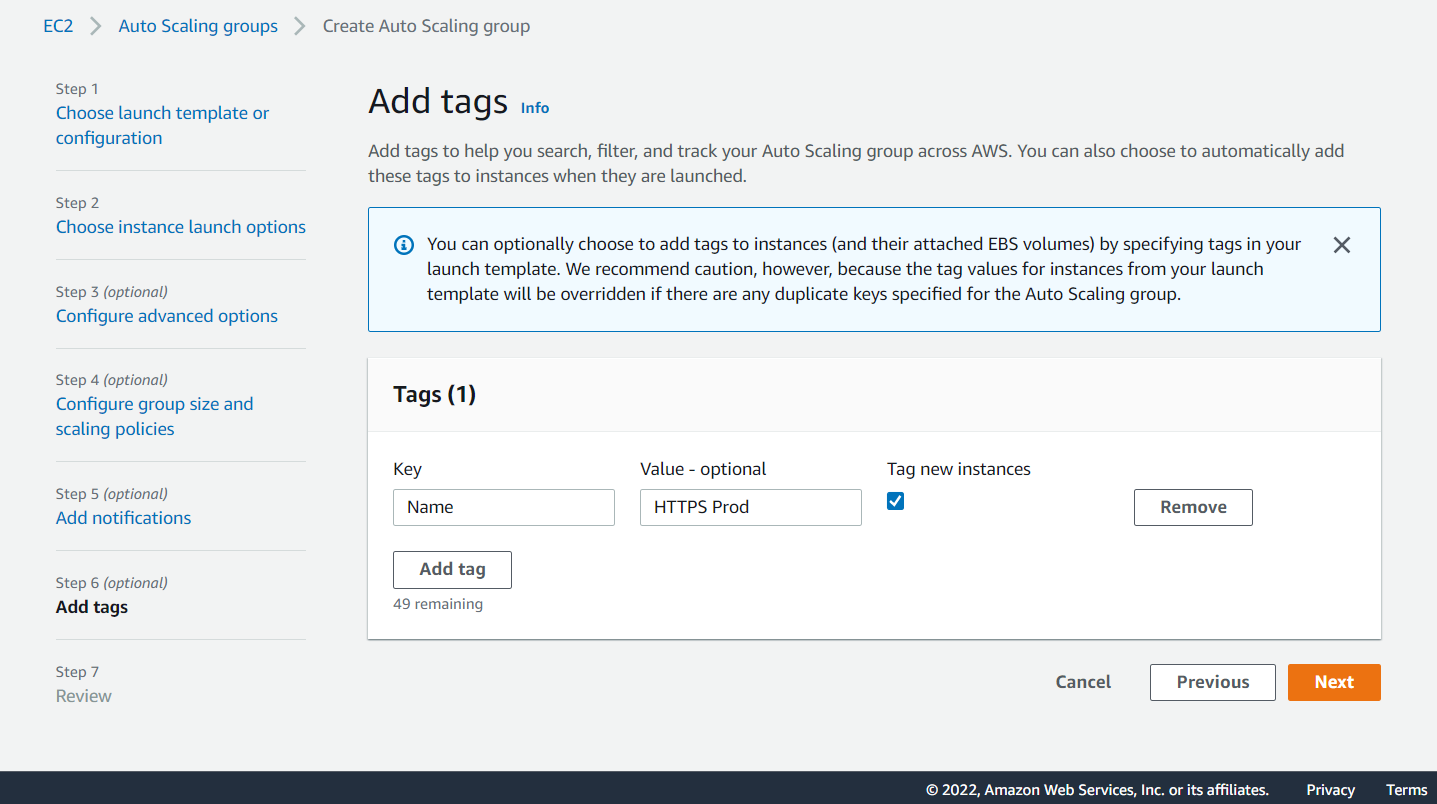 EC2 Auto Scaling groups Create Auto Scaling group
Step 1
Choose launch template or
configuration
Step 2
Choose instance launch options
Step 3 (optional)
Configure advanced options
Step 4 (optional)
Configure group size and
scaling policies
Step 5 (optional)
Add notifications
Step 6 (optional)
Add tags
Step 7
Review
Add tags Info
Add tags to help you search, filter, and track your Auto Scaling group across AWS. You can also choose to automatically add
these tags to instances when they are launched.
You can optionally choose to add tags to instances (and their attached EBS volumes) by specifying tags in your
launch template. We recommend caution, however, because the tag values for instances from your launch
template will be overridden if there are any duplicate keys specified for the Auto Scaling group.
Tags (1)
Key Value - optional Tag new instances
Name HTTPS Prod Remove
Add tag
49 remaining
Cancel Previous Next
© 2022, Amazon Web Services, Inc. or its affiliates. Privacy Terms